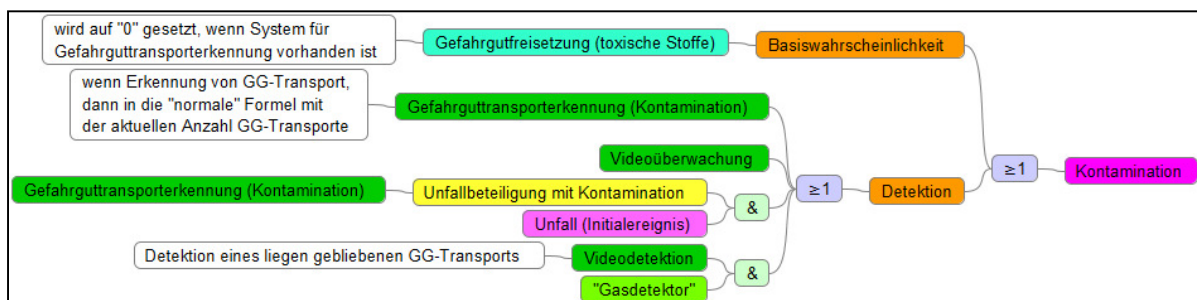 wird auf "0" gesetzt, wenn System für
Gefahrguttransporterkennung vorhanden ist
Gefahrgutfreisetzung (toxische Stoffe)
Basiswahrscheinlichkeit
wenn Erkennung von GG-Transport,
dann in die "normale" Formel mit
der aktuellen Anzahl GG-Transporte
Gefahrguttransporterkennung (Kontamination)
Videoüberwachung
Gefahrguttransporterkennung (Kontamination)
Unfallbeteiligung mit Kontamination
Unfall (Initialereignis)
&
Detektion eines liegen gebliebenen GG-Transports
Videodetektion
"Gasdetektor"
&
≥1
Detektion
≥1
Kontamination